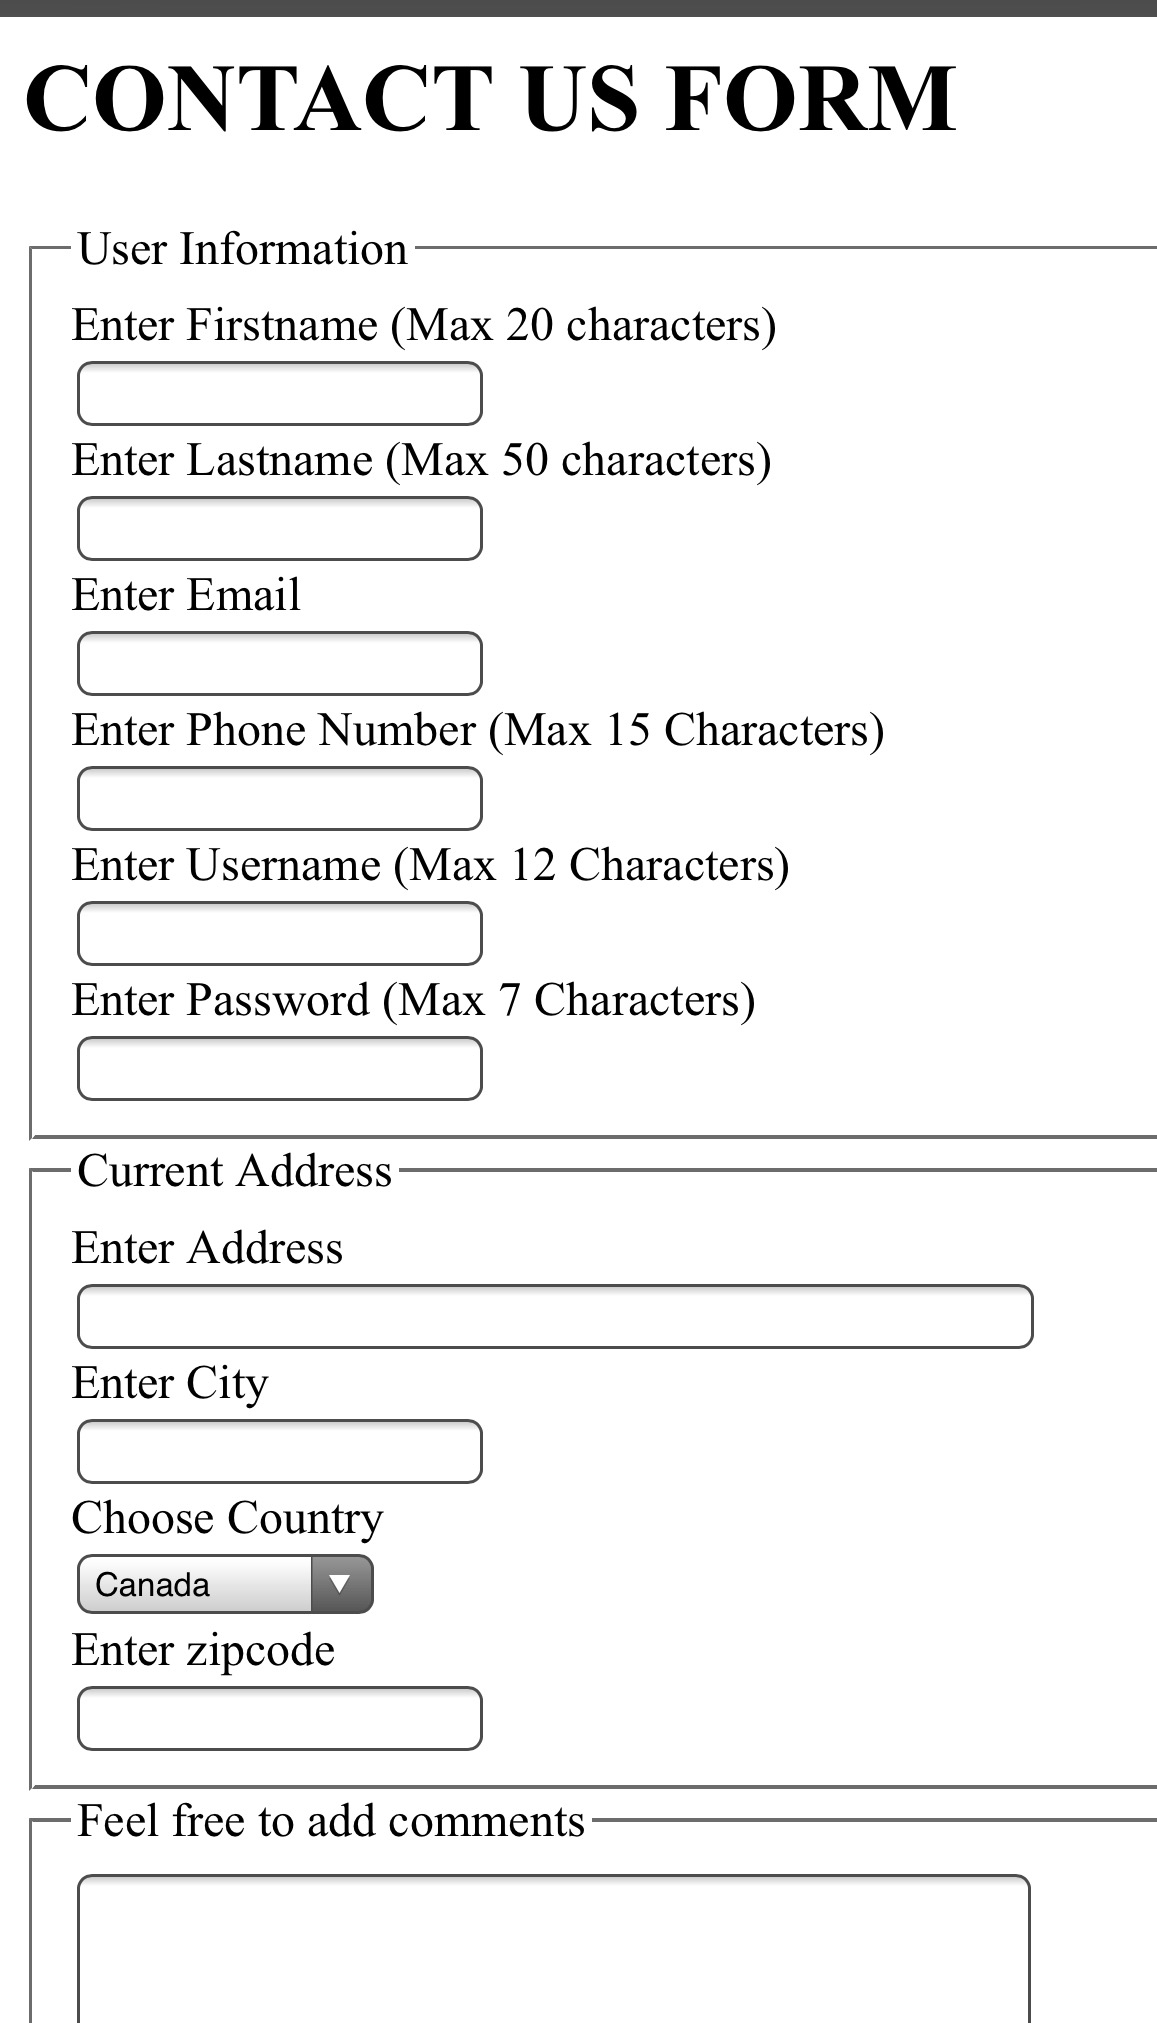 CONTACT US FORM
User Information
Enter Firstname (Max 20 characters)
Enter Lastname (Max 50 characters)
Enter Email
Enter Phone Number (Max 15 Characters)
Enter Username (Max 12 Characters)
Enter Password (Max 7 Characters)
Current Address
Enter Address
Enter City
Choose Country
Canada
Enter zipcode
Feel free to add comments